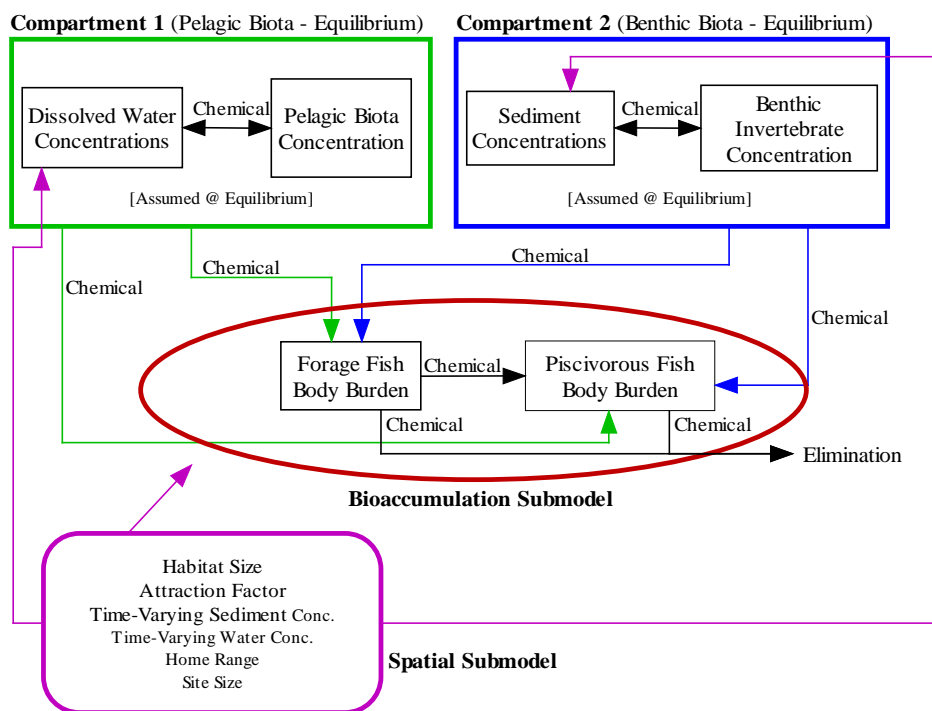 Compartment 1 (Pelagic Biota - Equilibrium)
Compartment 2 (Benthic Biota - Equilibrium)
Dissolved Water
Concentrations
Chemical
Pelagic Biota
Concentration
[Assumed @ Equilibrium]
Sediment
Concentrations
Chemical
Benthic
Invertebrate
Concentration
[Assumed @ Equilibrium]
Chemical
Chemical
Chemical
Chemical
Forage Fish
Body Burden
Chemical
Piscivorous Fish
Body Burden
Chemical
Chemical
Elimination
Bioaccumulation Submodel
Habitat Size
Attraction Factor
Time-Varying Sediment Conc.
Time-Varying Water Conc.
Home Range
Site Size
Spatial Submodel